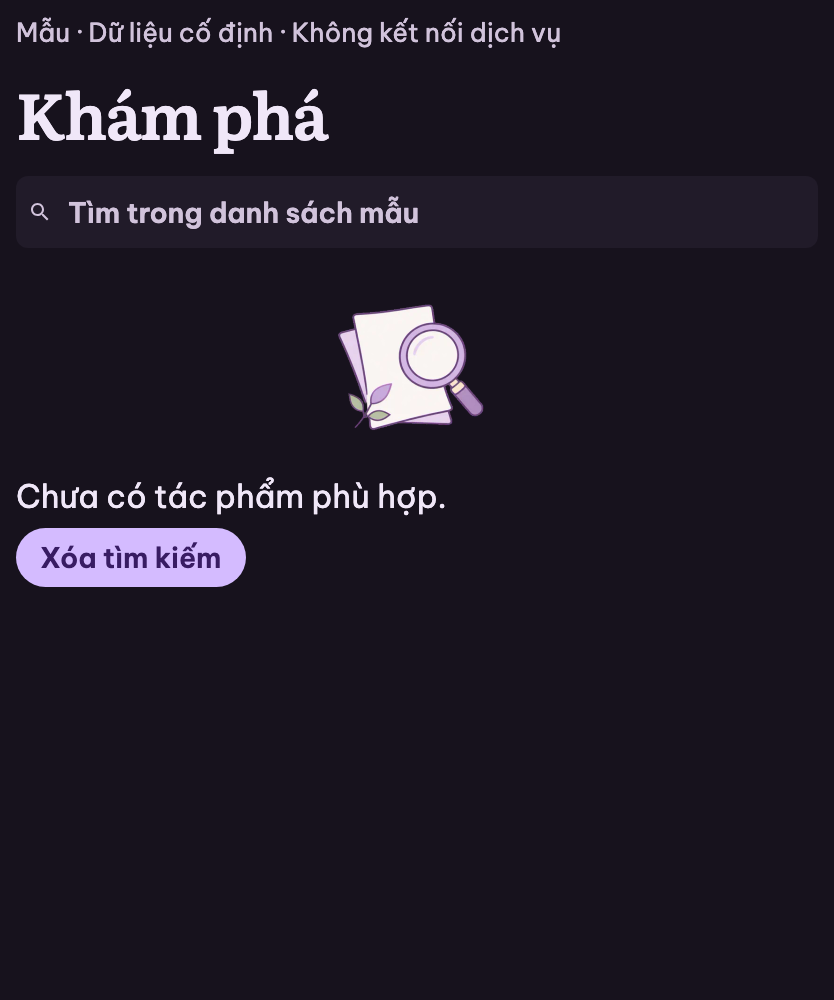 Mẫu · Dữ liệu cố định · Không kết nối dịch vụ
Khám phá
Tìm trong danh sách mẫu
Chưa có tác phẩm phù hợp.
Xóa tìm kiếm